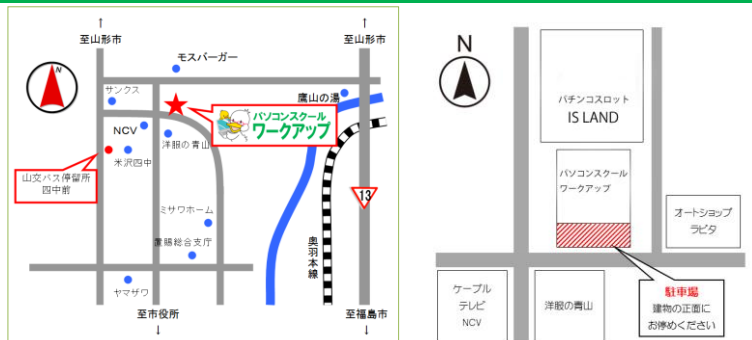 ↑
至山形市
↑
至山形市
モスバーガー
N
サンクス
鷹山の湯
パソコンスクール
ワークアップ
NCV
洋服の青山
山交バス停留所
四中前
米沢四中
13
ミサワホーム
置賜総合支庁
奥羽本線
ヤマザワ
至市役所
↓
至福島市
↓
N
パチンコスロット
IS LAND
パソコンスクール
ワークアップ
オートショップ
ラビタ
ケーブル
テレビ
NCV
洋服の青山
駐車場
建物の正面に
お停めください